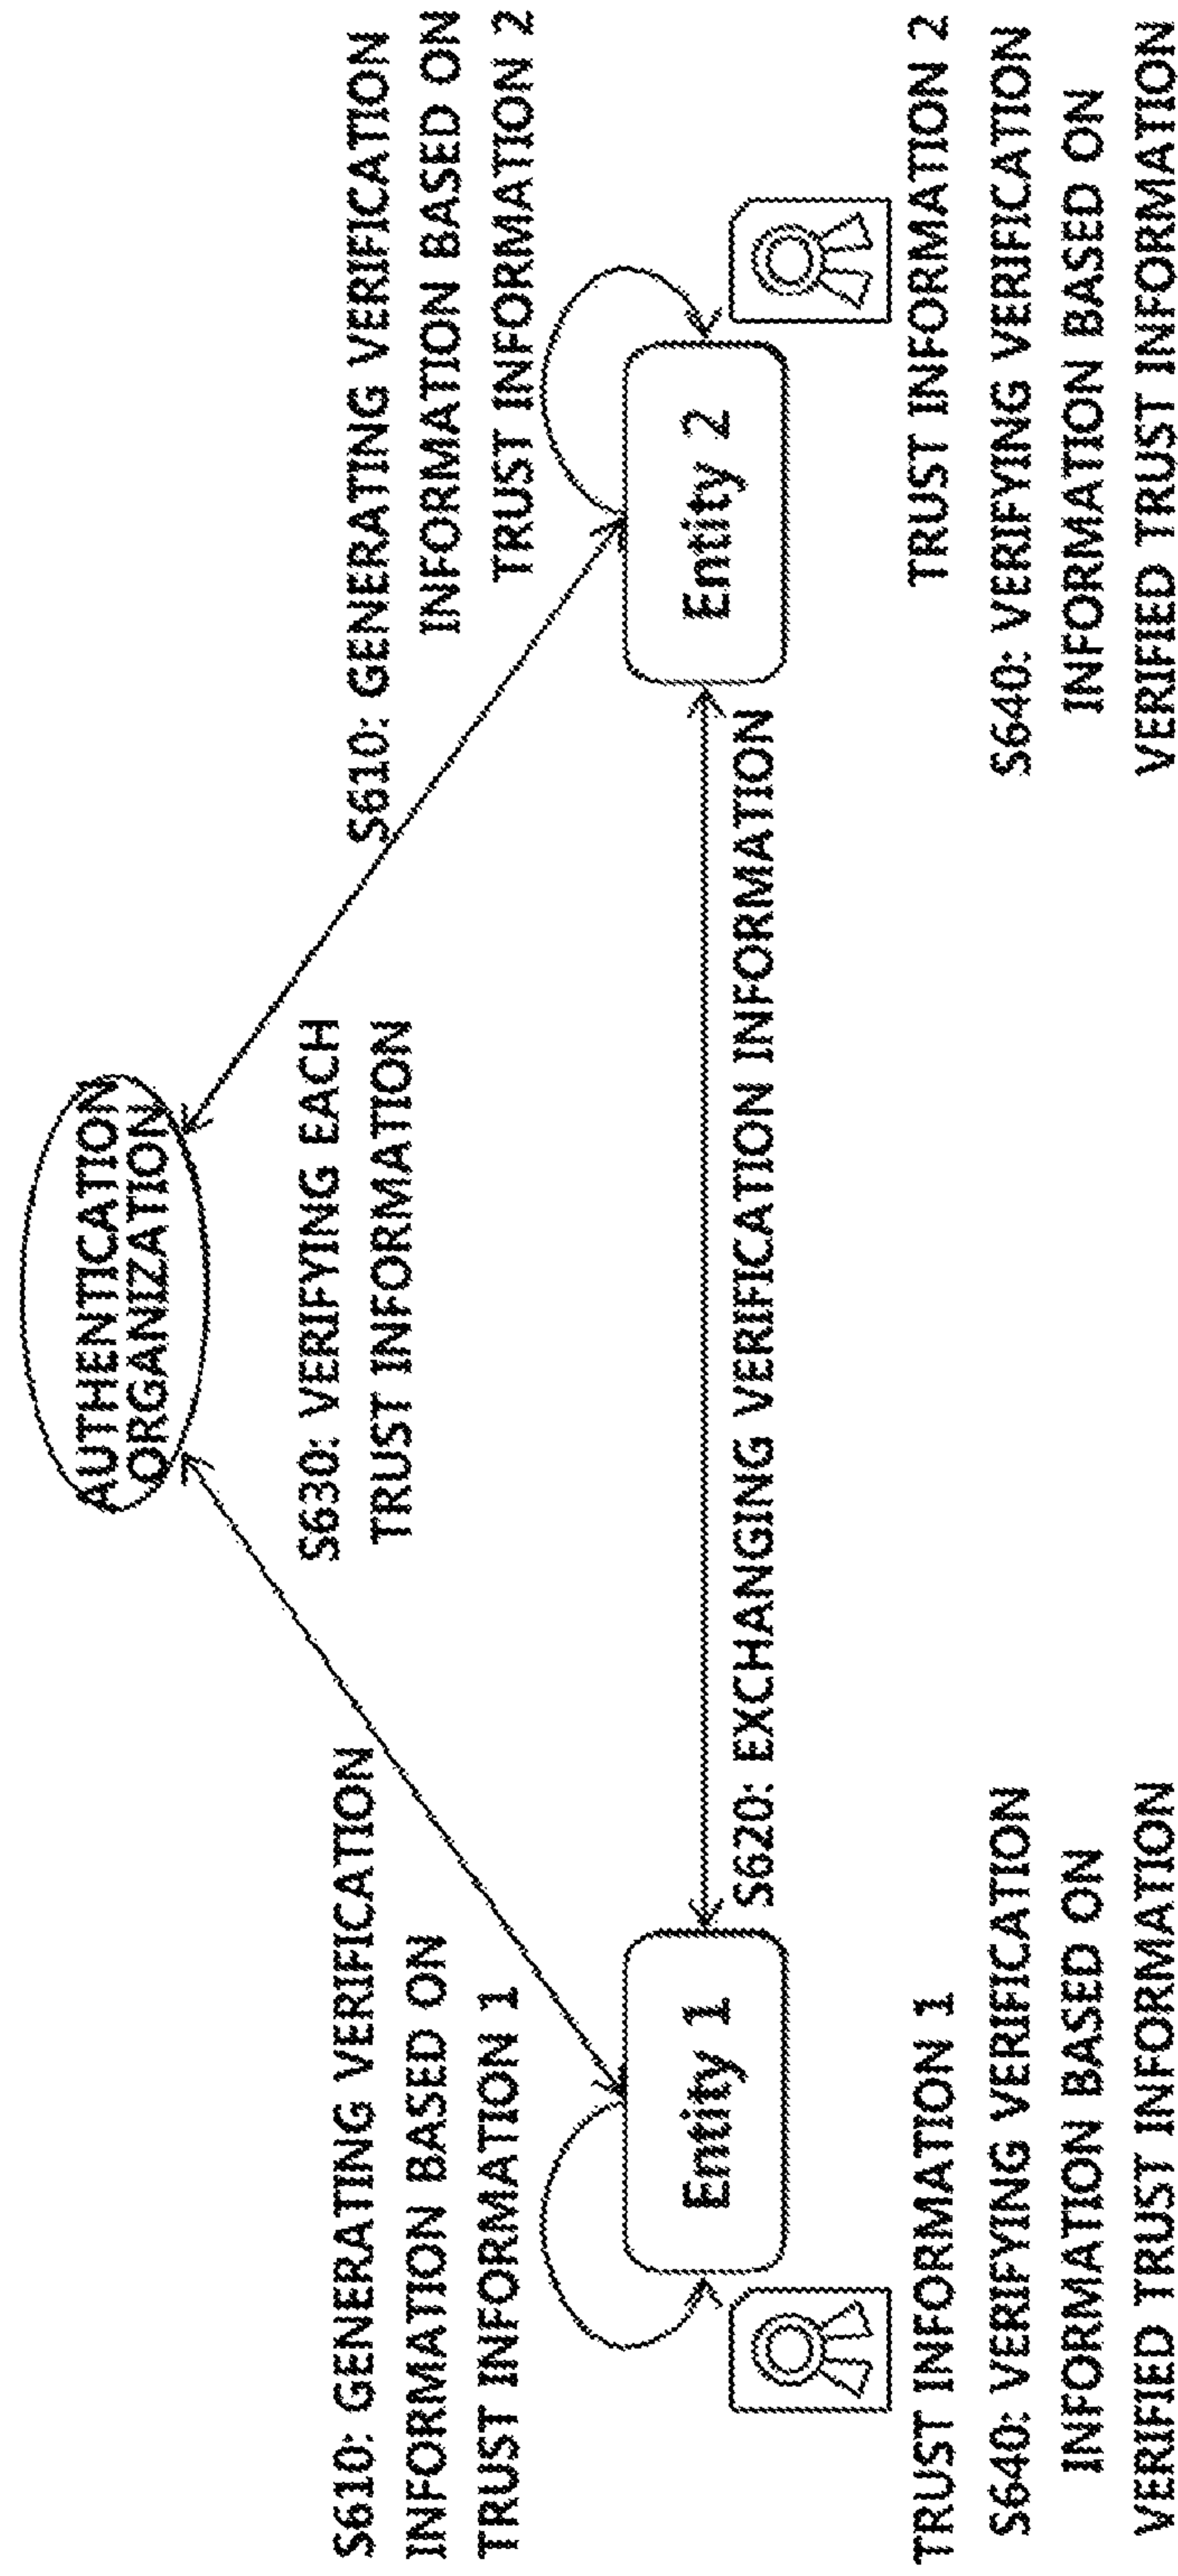 AUTHENTICATION
ORGANIZATION
S610: GENERATING VERIFICATION
INFORMATION BASED ON
TRUST INFORMATION 1
S630: VERIFYING EACH
TRUST INFORMATION
S610: GENERATING VERIFICATION
INFORMATION BASED ON
TRUST INFORMATION 2
Entity 1
Entity 2
S620: EXCHANGING VERIFICATION INFORMATION
TRUST INFORMATION 1
S640: VERIFYING VERIFICATION
INFORMATION BASED ON
VERIFIED TRUST INFORMATION
TRUST INFORMATION 2
S640: VERIFYING VERIFICATION
INFORMATION BASED ON
VERIFIED TRUST INFORMATION